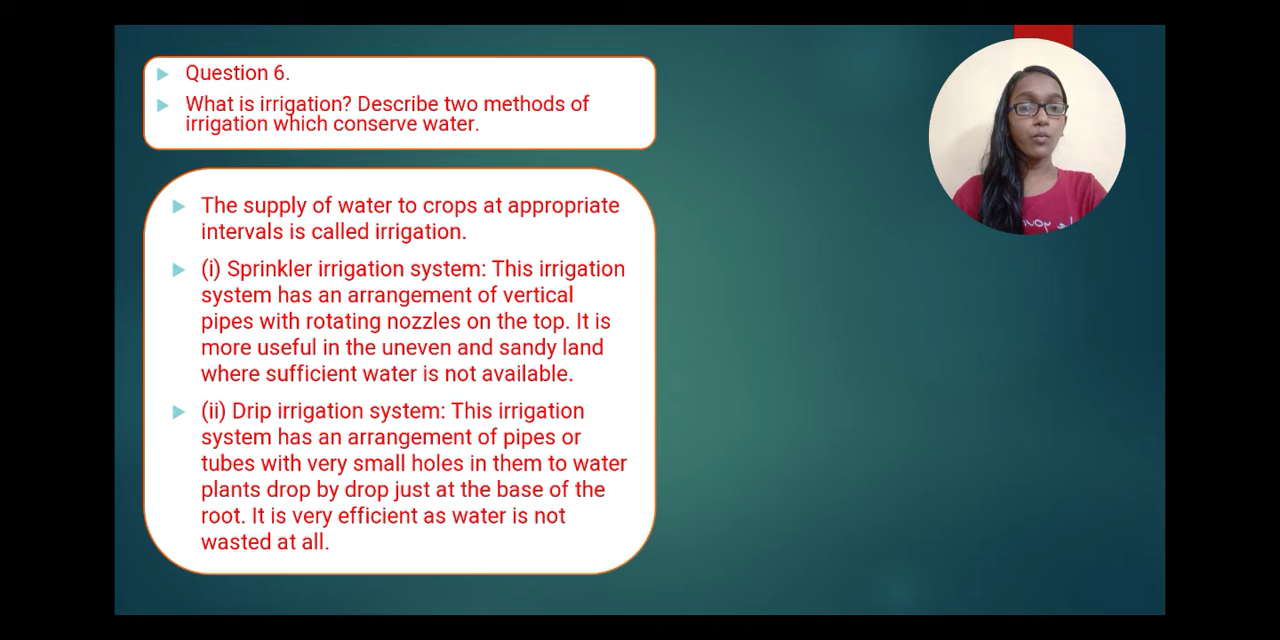 Question 6.
What is irrigation? Describe two methods of
irrigation which conserve water.
The supply of water to crops at appropriate
intervals is called irrigation.
(i) Sprinkler irrigation system: This irrigation
system has an arrangement of vertical
pipes with rotating nozzles on the top. It is
more useful in the uneven and sandy land
where sufficient water is not available.
(ii) Drip irrigation system: This irrigation
system has an arrangement of pipes or
tubes with very small holes in them to water
plants drop by drop just at the base of the
root. It is very efficient as water is not
wasted at all.